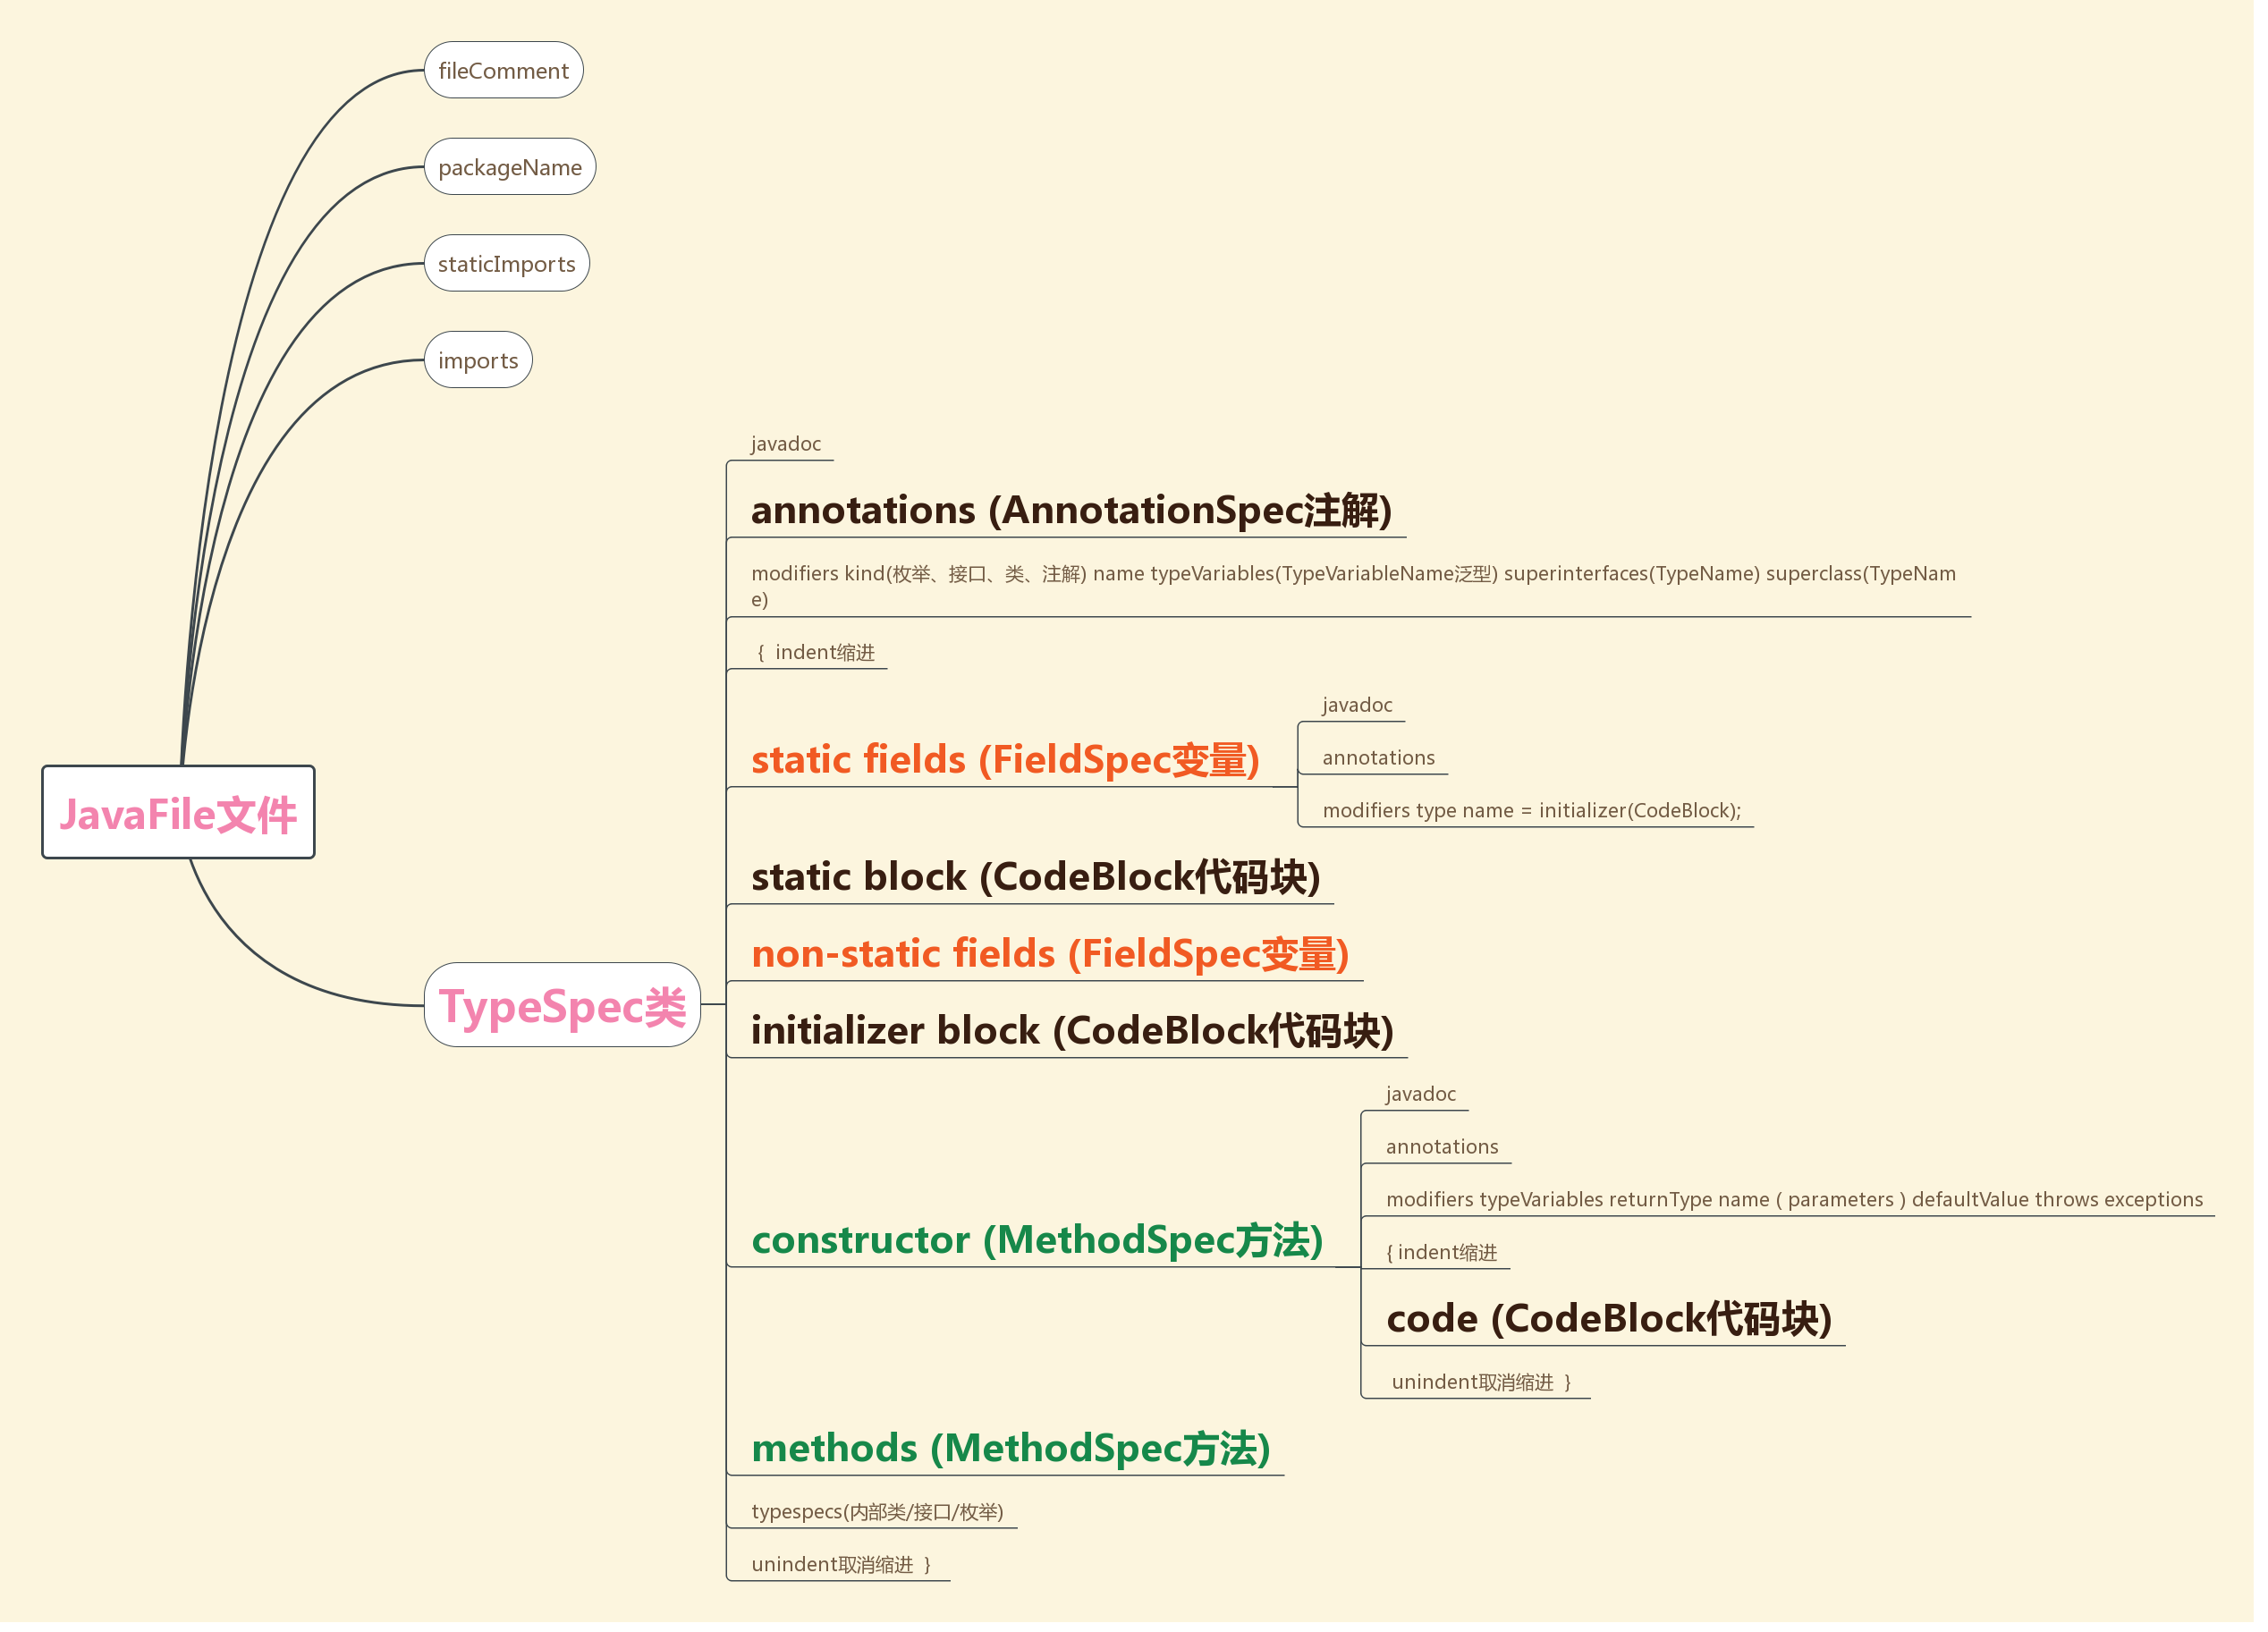 fileComment
packageName
staticImports
imports
JavaFile文件
TypeSpec类
javadoc
annotations (AnnotationSpec注解)
modifiers kind(枚举、接口、类、注解) name typeVariables(TypeVariableName泛型) superinterfaces(TypeName) superclass(TypeNam
e)
{ indent缩进
static fields (FieldSpec变量)
javadoc
annotations
modifiers type name = initializer(CodeBlock);
static block (CodeBlock代码块)
non-static fields (FieldSpec变量)
initializer block (CodeBlock代码块)
constructor (MethodSpec方法)
javadoc
annotations
modifiers typeVariables returnType name ( parameters ) defaultValue throws exceptions
{ indent缩进
code (CodeBlock代码块)
unindent取消缩进 }
methods (MethodSpec方法)
typespecs(内部类/接口/枚举)
unindent取消缩进 }